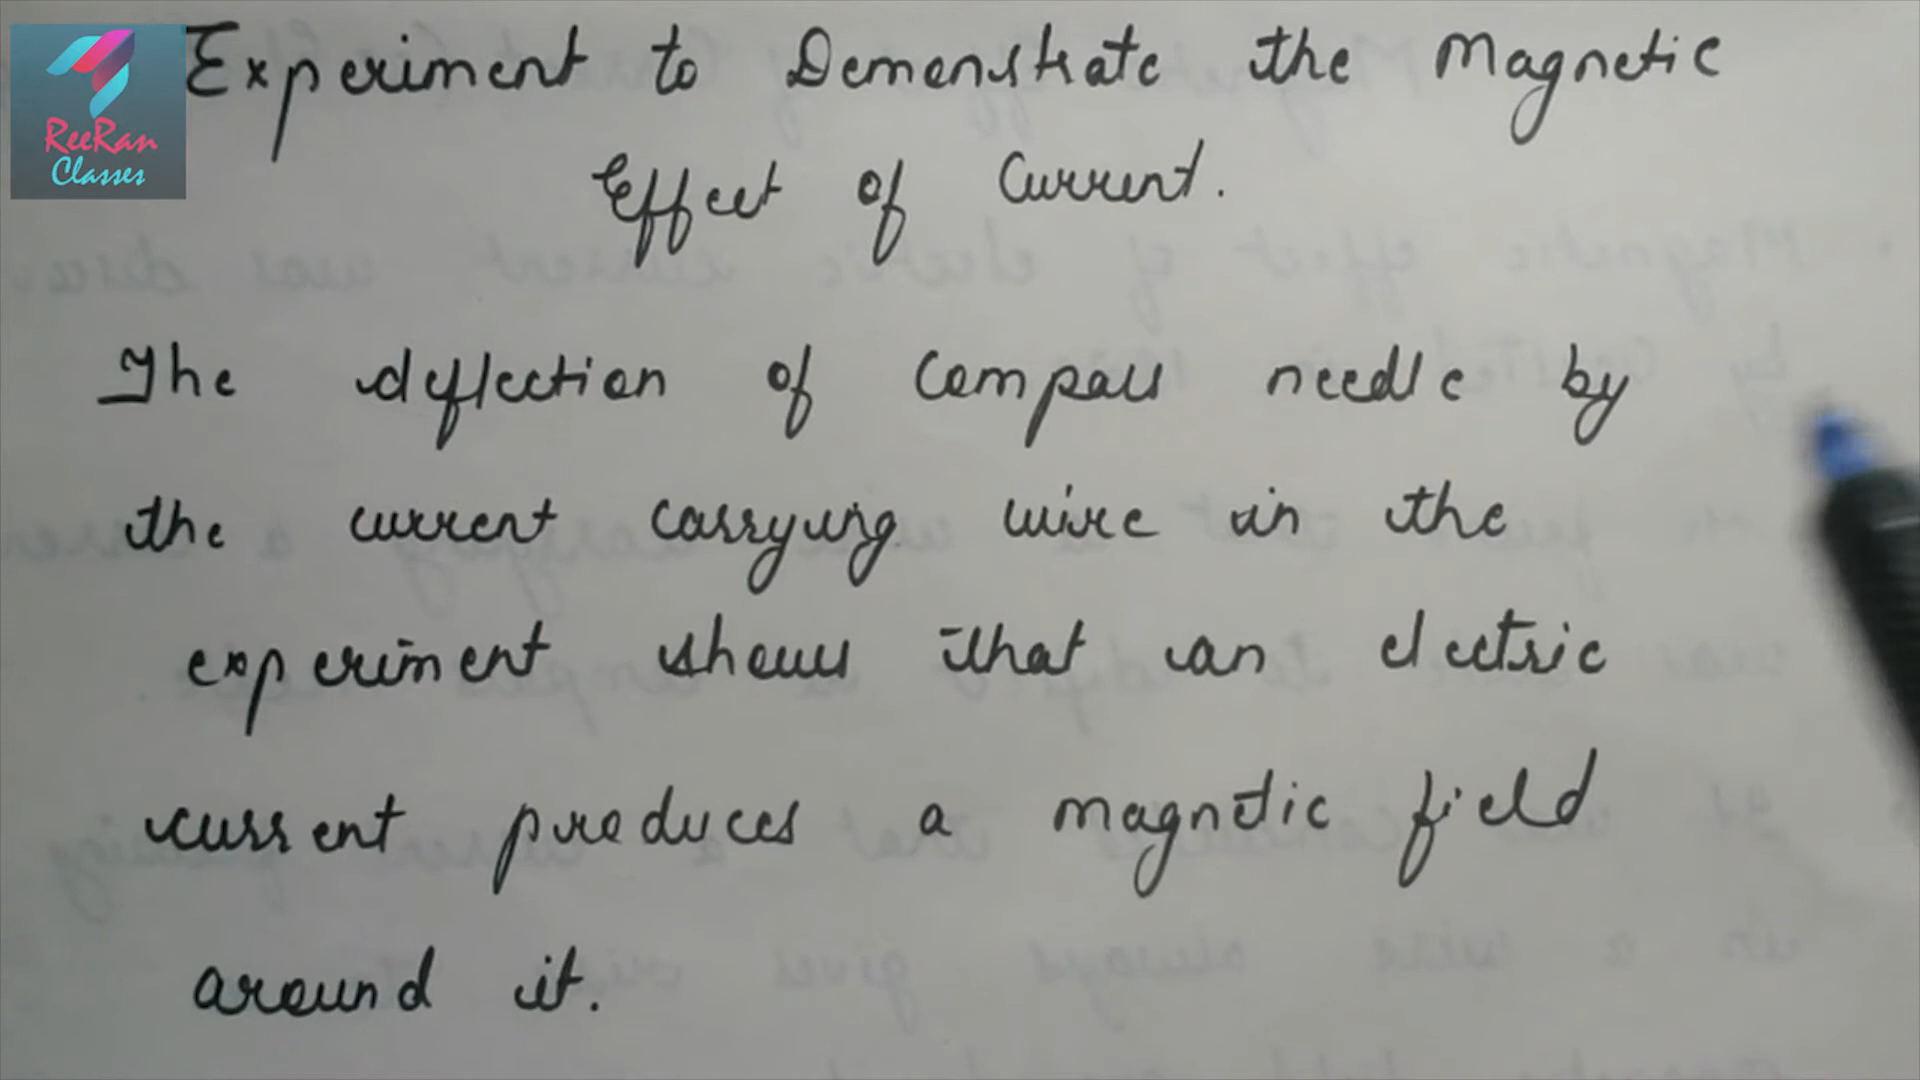 ReeRan
Classes
Experiment to Demonstrate the Magnetic
Effect of Current.
The deflection of compass needle by
the current carrying wire in the
experiment shows that an electric
current produces a magnetic field
around it.